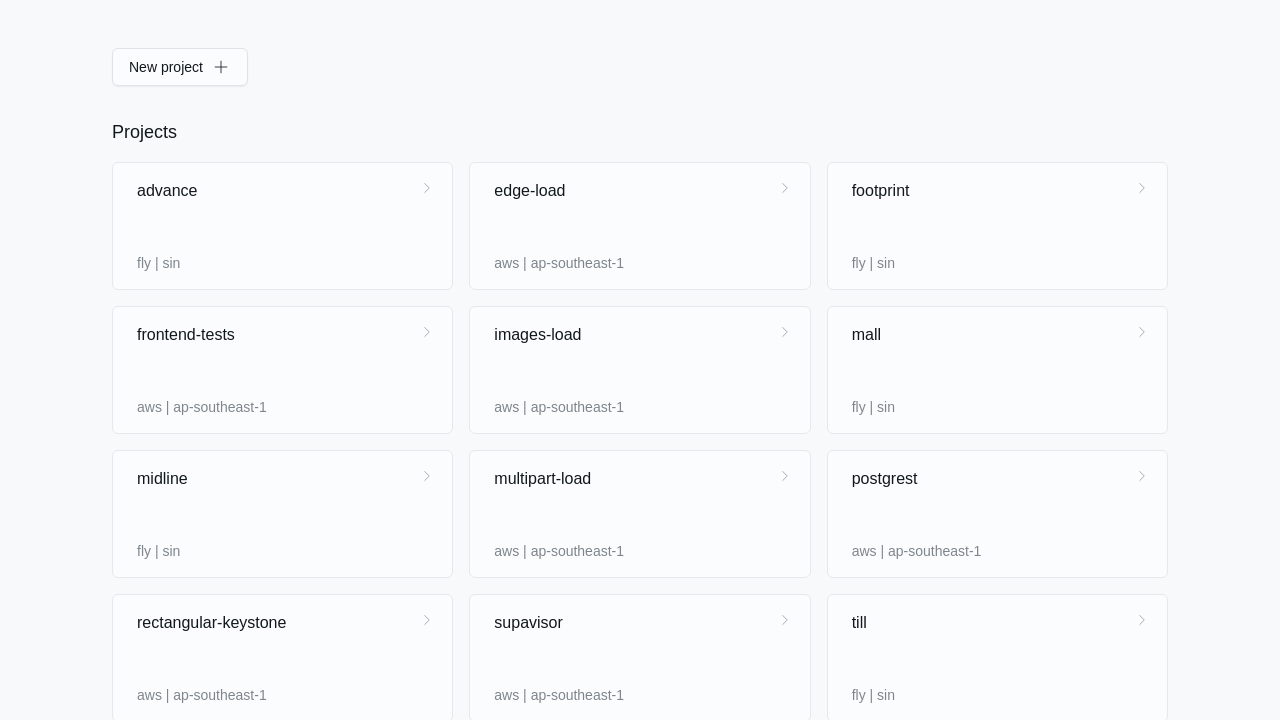 New project
Projects
advance
fly | sin
edge-load
aws | ap-southeast-1
footprint
fly | sin
frontend-tests
aws | ap-southeast-1
images-load
aws | ap-southeast-1
mall
fly | sin
midline
fly | sin
multipart-load
aws | ap-southeast-1
postgrest
aws | ap-southeast-1
rectangular-keystone
aws | ap-southeast-1
supavisor
aws | ap-southeast-1
till
fly | sin